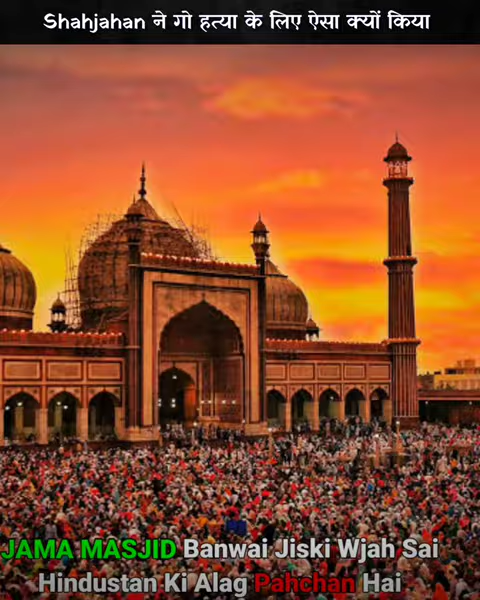 Shahjahan ने गो हत्या के लिए ऐसा क्यों किया
JAMA MASJID Banwai Jiski Wjah Sai
Hindustan Ki Alag Pahchan Hai